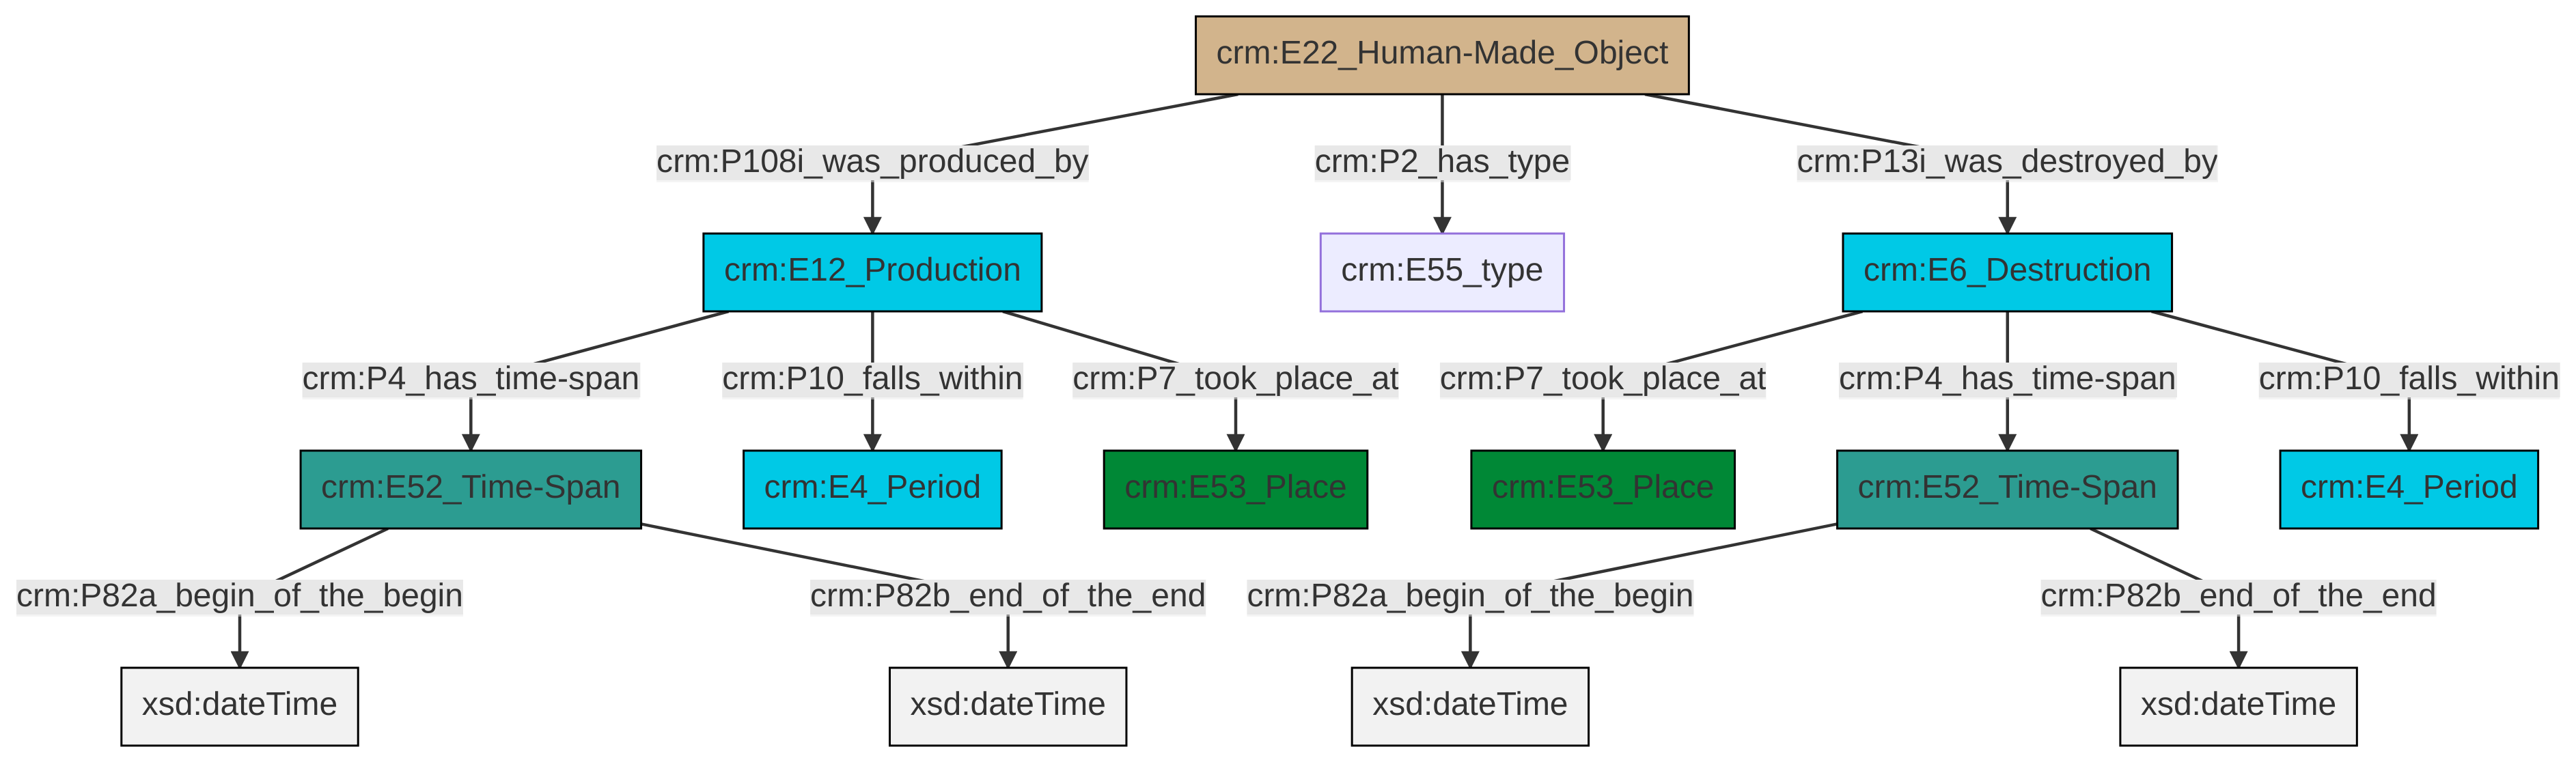 crm:E22_Human-Made_Object
crm:P108i_was_produced_by
crm:P2_has_type
crm:P13i_was_destroyed_by
crm:E12_Production
crm:E55_type
crm:E6_Destruction
crm:P4_has_time-span
crm:P10_falls_within
crm:P7_took_place_at
crm:P7_took_place_at
crm:P4_has_time-span
crm:P10_falls_within
crm:E52_Time-Span
crm:E4_Period
crm:E53_Place
crm:E53_Place
crm:E52_Time-Span
crm:E4_Period
crm:P82a_begin_of_the_begin
crm:P82b_end_of_the_end
crm:P82a_begin_of_the_begin
crm:P82b_end_of_the_end
xsd:dateTime
xsd:dateTime
xsd:dateTime
xsd:dateTime